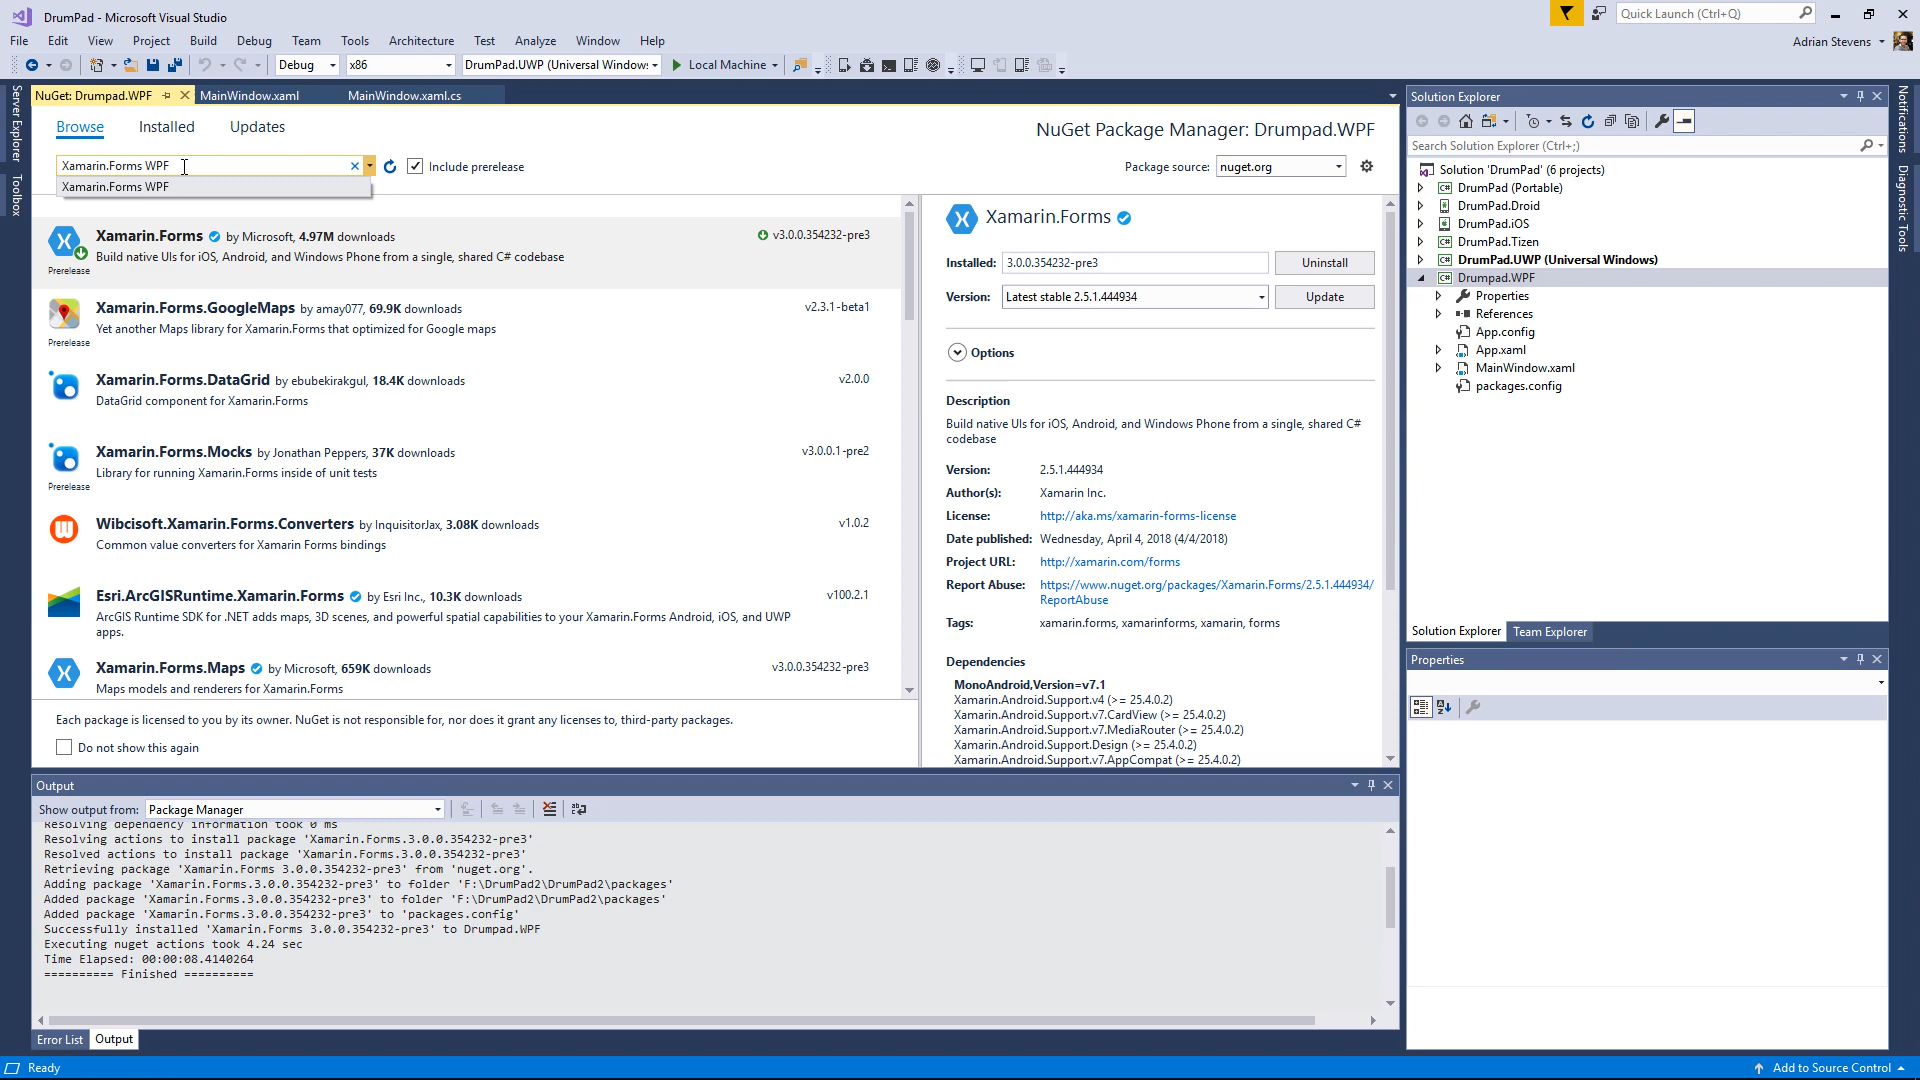 DrumPad - Microsoft Visual Studio
Quick Launch (Ctrl+Q)
File Edit View Project Build Debug Team Tools Architecture Test Analyze Window Help
Adrian Stevens
Debug x86 DrumPad.UWP (Universal Window: Local Machine
Server Explorer
Toolbox
NuGet: Drumpad.WPF MainWindow.xaml MainWindow.xaml.cs
Browse Installed Updates
NuGet Package Manager: Drumpad.WPF
Xamarin.Forms WPF
Include prerelease
Package source: nuget.org
Xamarin.Forms WPF
Xamarin.Forms by Microsoft, 4.97M downloads v3.0.0.354232-pre3
Build native UIs for iOS, Android, and Windows Phone from a single, shared C# codebase
Prerelease
Xamarin.Forms.GoogleMaps by amay077, 69.9K downloads v2.3.1-beta1
Yet another Maps library for Xamarin.Forms that optimized for Google maps
Prerelease
Xamarin.Forms.DataGrid by ebubekirakgul, 18.4K downloads v2.0.0
DataGrid component for Xamarin.Forms
Xamarin.Forms.Mocks by Jonathan Peppers, 37K downloads v3.0.0.1-pre2
Library for running Xamarin.Forms inside of unit tests
Prerelease
Wibcisoft.Xamarin.Forms.Converters by InquisitorJax, 3.08K downloads v1.0.2
Common value converters for Xamarin Forms bindings
Esri.ArcGISRuntime.Xamarin.Forms by Esri Inc., 10.3K downloads v100.2.1
ArcGIS Runtime SDK for .NET adds maps, 3D scenes, and powerful spatial capabilities to your Xamarin.Forms Android, iOS, and UWP
apps.
Xamarin.Forms.Maps by Microsoft, 659K downloads v3.0.0.354232-pre3
Maps models and renderers for Xamarin.Forms
Each package is licensed to you by its owner. NuGet is not responsible for, nor does it grant any licenses to, third-party packages.
Do not show this again
Xamarin.Forms
Installed: 3.0.0.354232-pre3 Uninstall
Version: Latest stable 2.5.1.444934 Update
Options
Description
Build native UIs for iOS, Android, and Windows Phone from a single, shared C#
codebase
Version: 2.5.1.444934
Author(s): Xamarin Inc.
License: http://aka.ms/xamarin-forms-license
Date published: Wednesday, April 4, 2018 (4/4/2018)
Project URL: http://xamarin.com/forms
Report Abuse: https://www.nuget.org/packages/Xamarin.Forms/2.5.1.444934/
ReportAbuse
Tags: xamarin.forms, xamarinforms, xamarin, forms
Dependencies
MonoAndroid,Version=v7.1
Xamarin.Android.Support.v4 (>= 25.4.0.2)
Xamarin.Android.Support.v7.CardView (>= 25.4.0.2)
Xamarin.Android.Support.v7.MediaRouter (>= 25.4.0.2)
Xamarin.Android.Support.Design (>= 25.4.0.2)
Xamarin.Android.Support.v7.AppCompat (>= 25.4.0.2)
Output
Show output from: Package Manager
Resolving dependency information took 0 ms
Resolving actions to install package 'Xamarin.Forms.3.0.0.354232-pre3'
Resolved actions to install package 'Xamarin.Forms.3.0.0.354232-pre3'
Retrieving package 'Xamarin.Forms 3.0.0.354232-pre3' from 'nuget.org'.
Adding package 'Xamarin.Forms.3.0.0.354232-pre3' to folder 'F:\DrumPad2\DrumPad2\packages'
Added package 'Xamarin.Forms.3.0.0.354232-pre3' to folder 'F:\DrumPad2\DrumPad2\packages'
Added package 'Xamarin.Forms.3.0.0.354232-pre3' to 'packages.config'
Successfully installed 'Xamarin.Forms 3.0.0.354232-pre3' to Drumpad.WPF
Executing nuget actions took 4.24 sec
Time Elapsed: 00:00:08.4140264
========== Finished ==========
Error List Output
Solution Explorer
Search Solution Explorer (Ctrl+;)
Solution 'DrumPad' (6 projects)
C# DrumPad (Portable)
DrumPad.Droid
DrumPad.iOS
C# DrumPad.Tizen
C# DrumPad.UWP (Universal Windows)
C# Drumpad.WPF
Properties
References
App.config
App.xaml
MainWindow.xaml
packages.config
Solution Explorer Team Explorer
Properties
Notifications
Diagnostic Tools
Ready
Add to Source Control